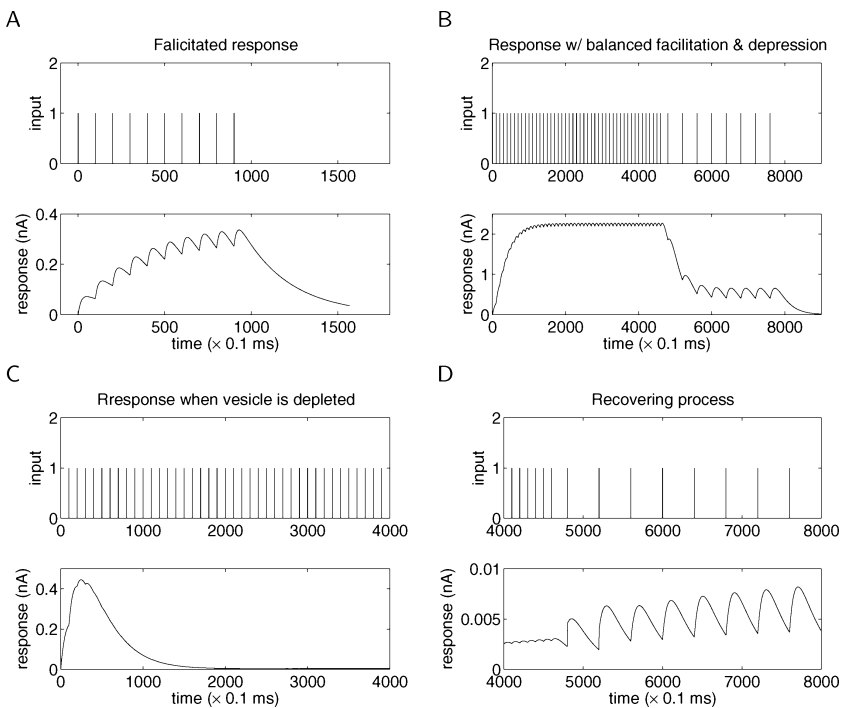 A
Falicitated response
input
2
1
0
0 500 1000 1500
response (nA)
0.4
0.2
0
0 500 1000 1500
time (× 0.1 ms)
B
Response w/ balanced facilitation & depression
input
2
1
0
0 2000 4000 6000 8000
response (nA)
2
1
0
0 2000 4000 6000 8000
time (× 0.1 ms)
C
Rresponse when vesicle is depleted
input
2
1
0
0 1000 2000 3000 4000
response (nA)
0.4
0.2
0
0 1000 2000 3000 4000
time (× 0.1 ms)
D
Recovering process
input
2
1
0
4000 5000 6000 7000 8000
response (nA)
0.01
0.005
0
4000 5000 6000 7000 8000
time (× 0.1 ms)